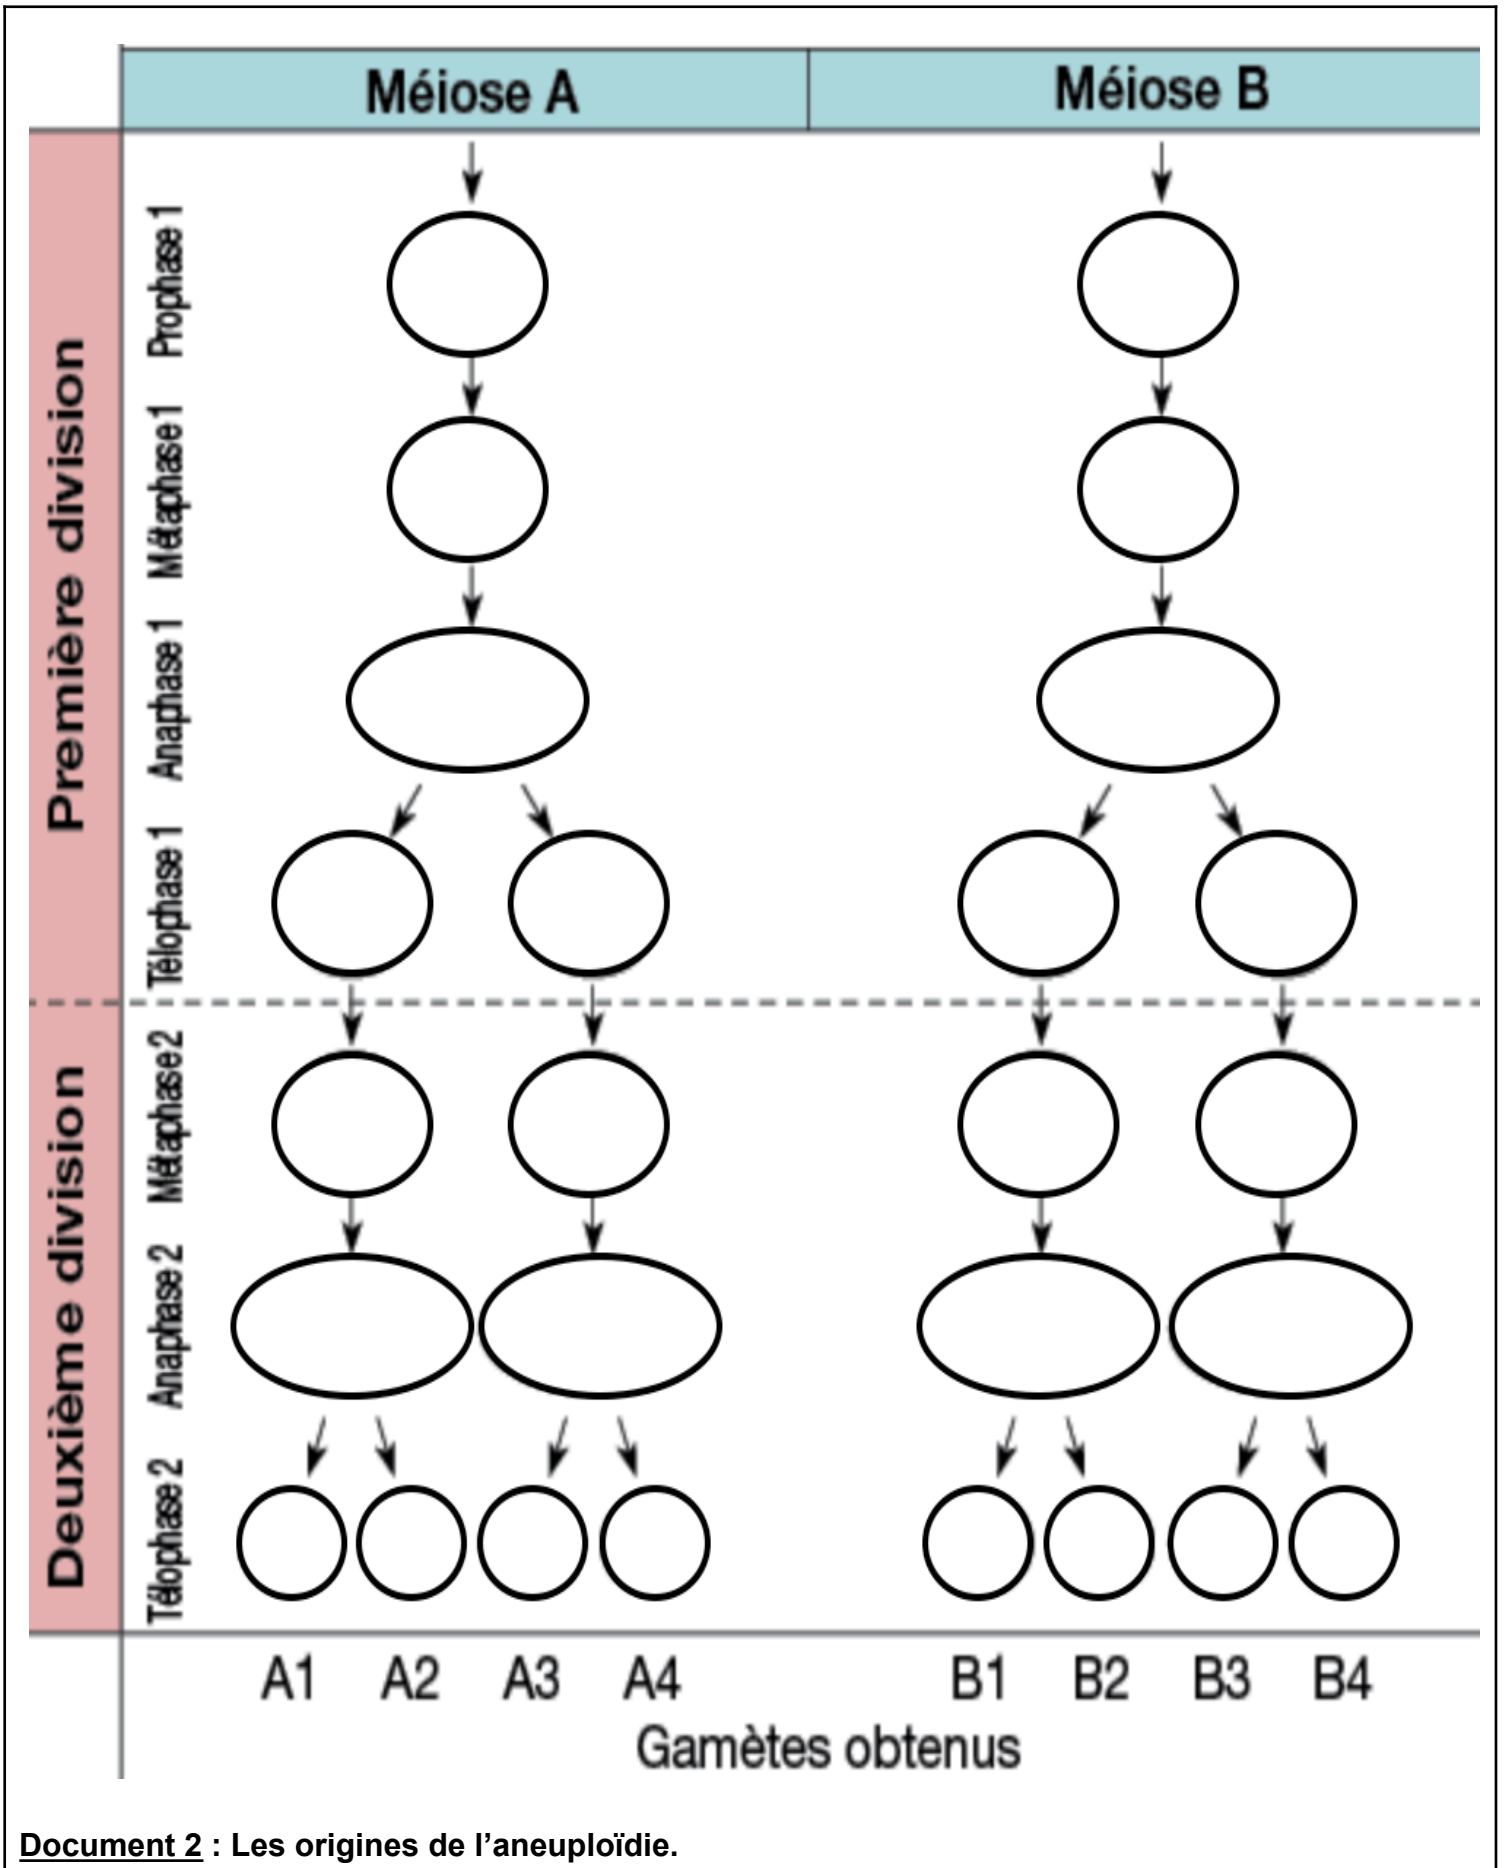 Méiose A
Méiose B
Première division
Prophase 1
Métaphase 1
Anaphase 1
Télophase 1
Deuxième division
Métaphase 2
Anaphase 2
Télophase 2
A1 A2 A3 A4 B1 B2 B3 B4
Gamètes obtenus
Document 2 : Les origines de l’aneuploïdie.